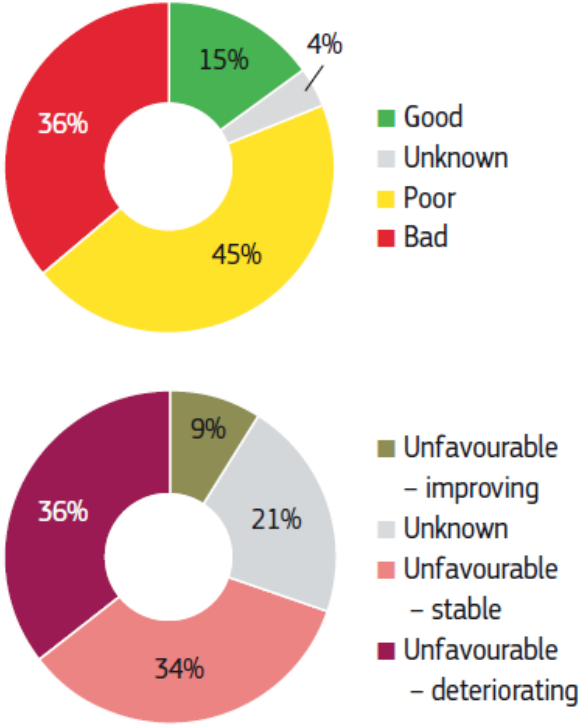 15%
4%
36%
45%
Good
Unknown
Poor
Bad
9%
21%
36%
34%
Unfavourable
– improving
Unknown
Unfavourable
– stable
Unfavourable
– deteriorating